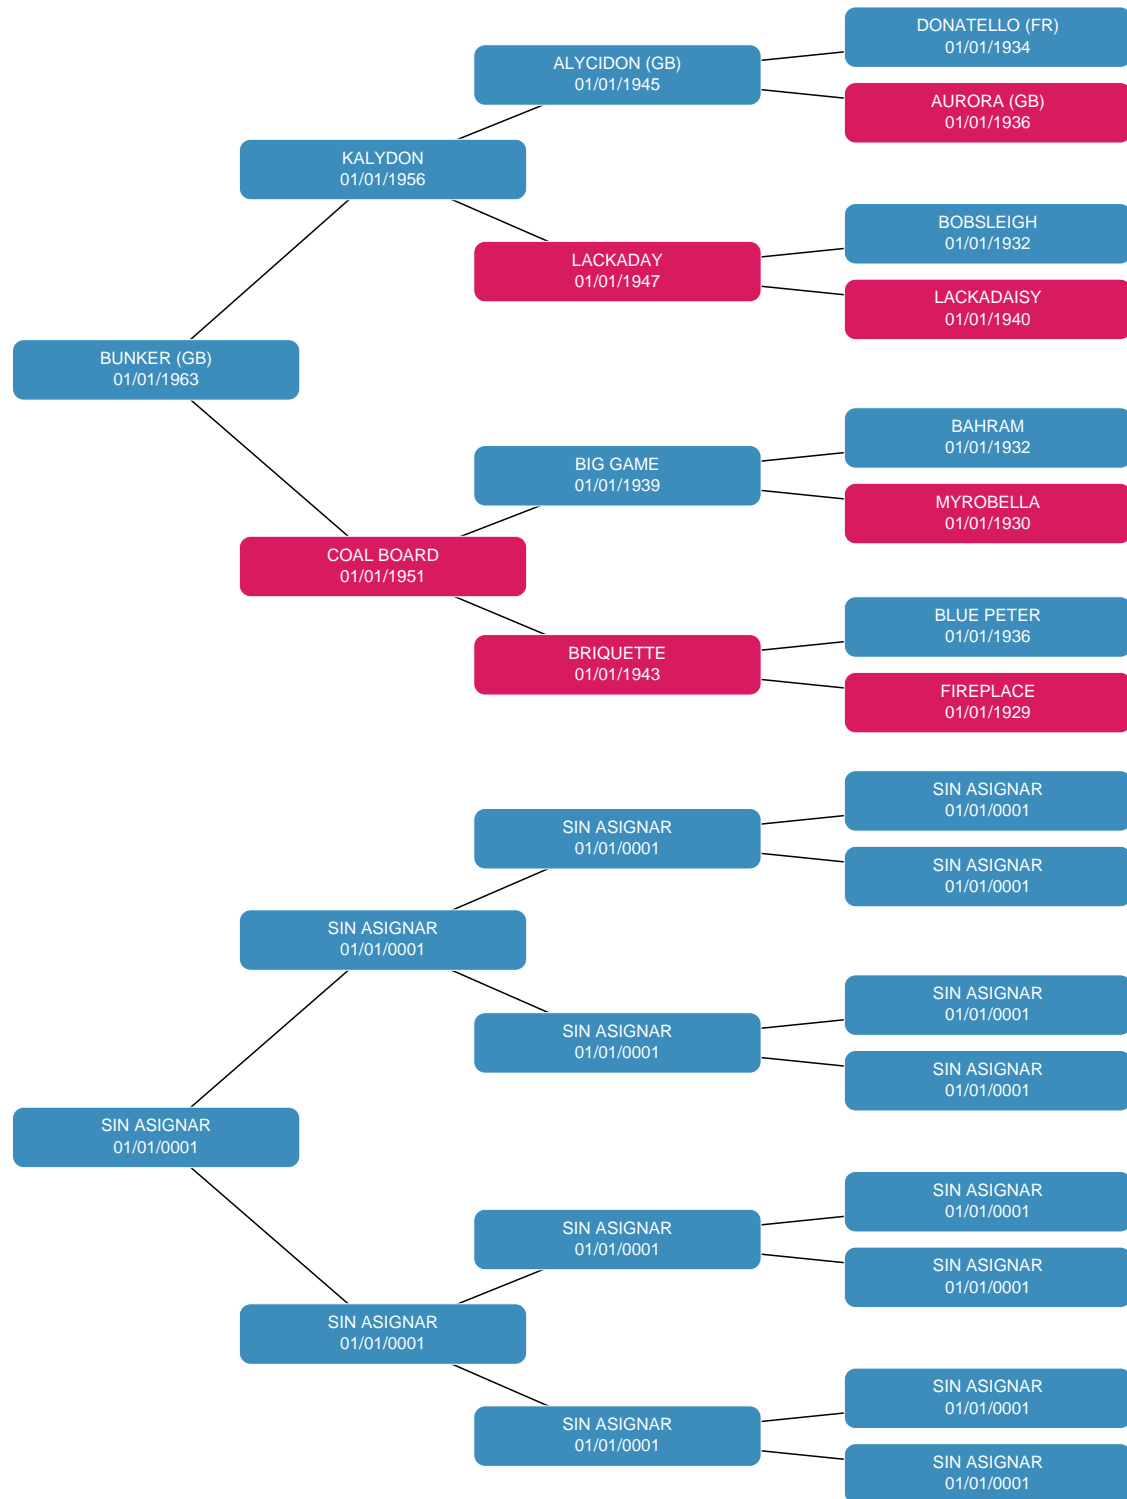 DONATELLO (FR)
01/01/1934
ALYCIDON (GB)
01/01/1945
AURORA (GB)
01/01/1936
KALYDON
01/01/1956
BOBSLEIGH
01/01/1932
LACKADAY
01/01/1947
LACKADAISY
01/01/1940
BUNKER (GB)
01/01/1963
BAHRAM
01/01/1932
BIG GAME
01/01/1939
MYROBELLA
01/01/1930
COAL BOARD
01/01/1951
BLUE PETER
01/01/1936
BRIQUETTE
01/01/1943
FIREPLACE
01/01/1929
SIN ASIGNAR
01/01/0001
SIN ASIGNAR
01/01/0001
SIN ASIGNAR
01/01/0001
SIN ASIGNAR
01/01/0001
SIN ASIGNAR
01/01/0001
SIN ASIGNAR
01/01/0001
SIN ASIGNAR
01/01/0001
SIN ASIGNAR
01/01/0001
SIN ASIGNAR
01/01/0001
SIN ASIGNAR
01/01/0001
SIN ASIGNAR
01/01/0001
SIN ASIGNAR
01/01/0001
SIN ASIGNAR
01/01/0001
SIN ASIGNAR
01/01/0001
SIN ASIGNAR
01/01/0001